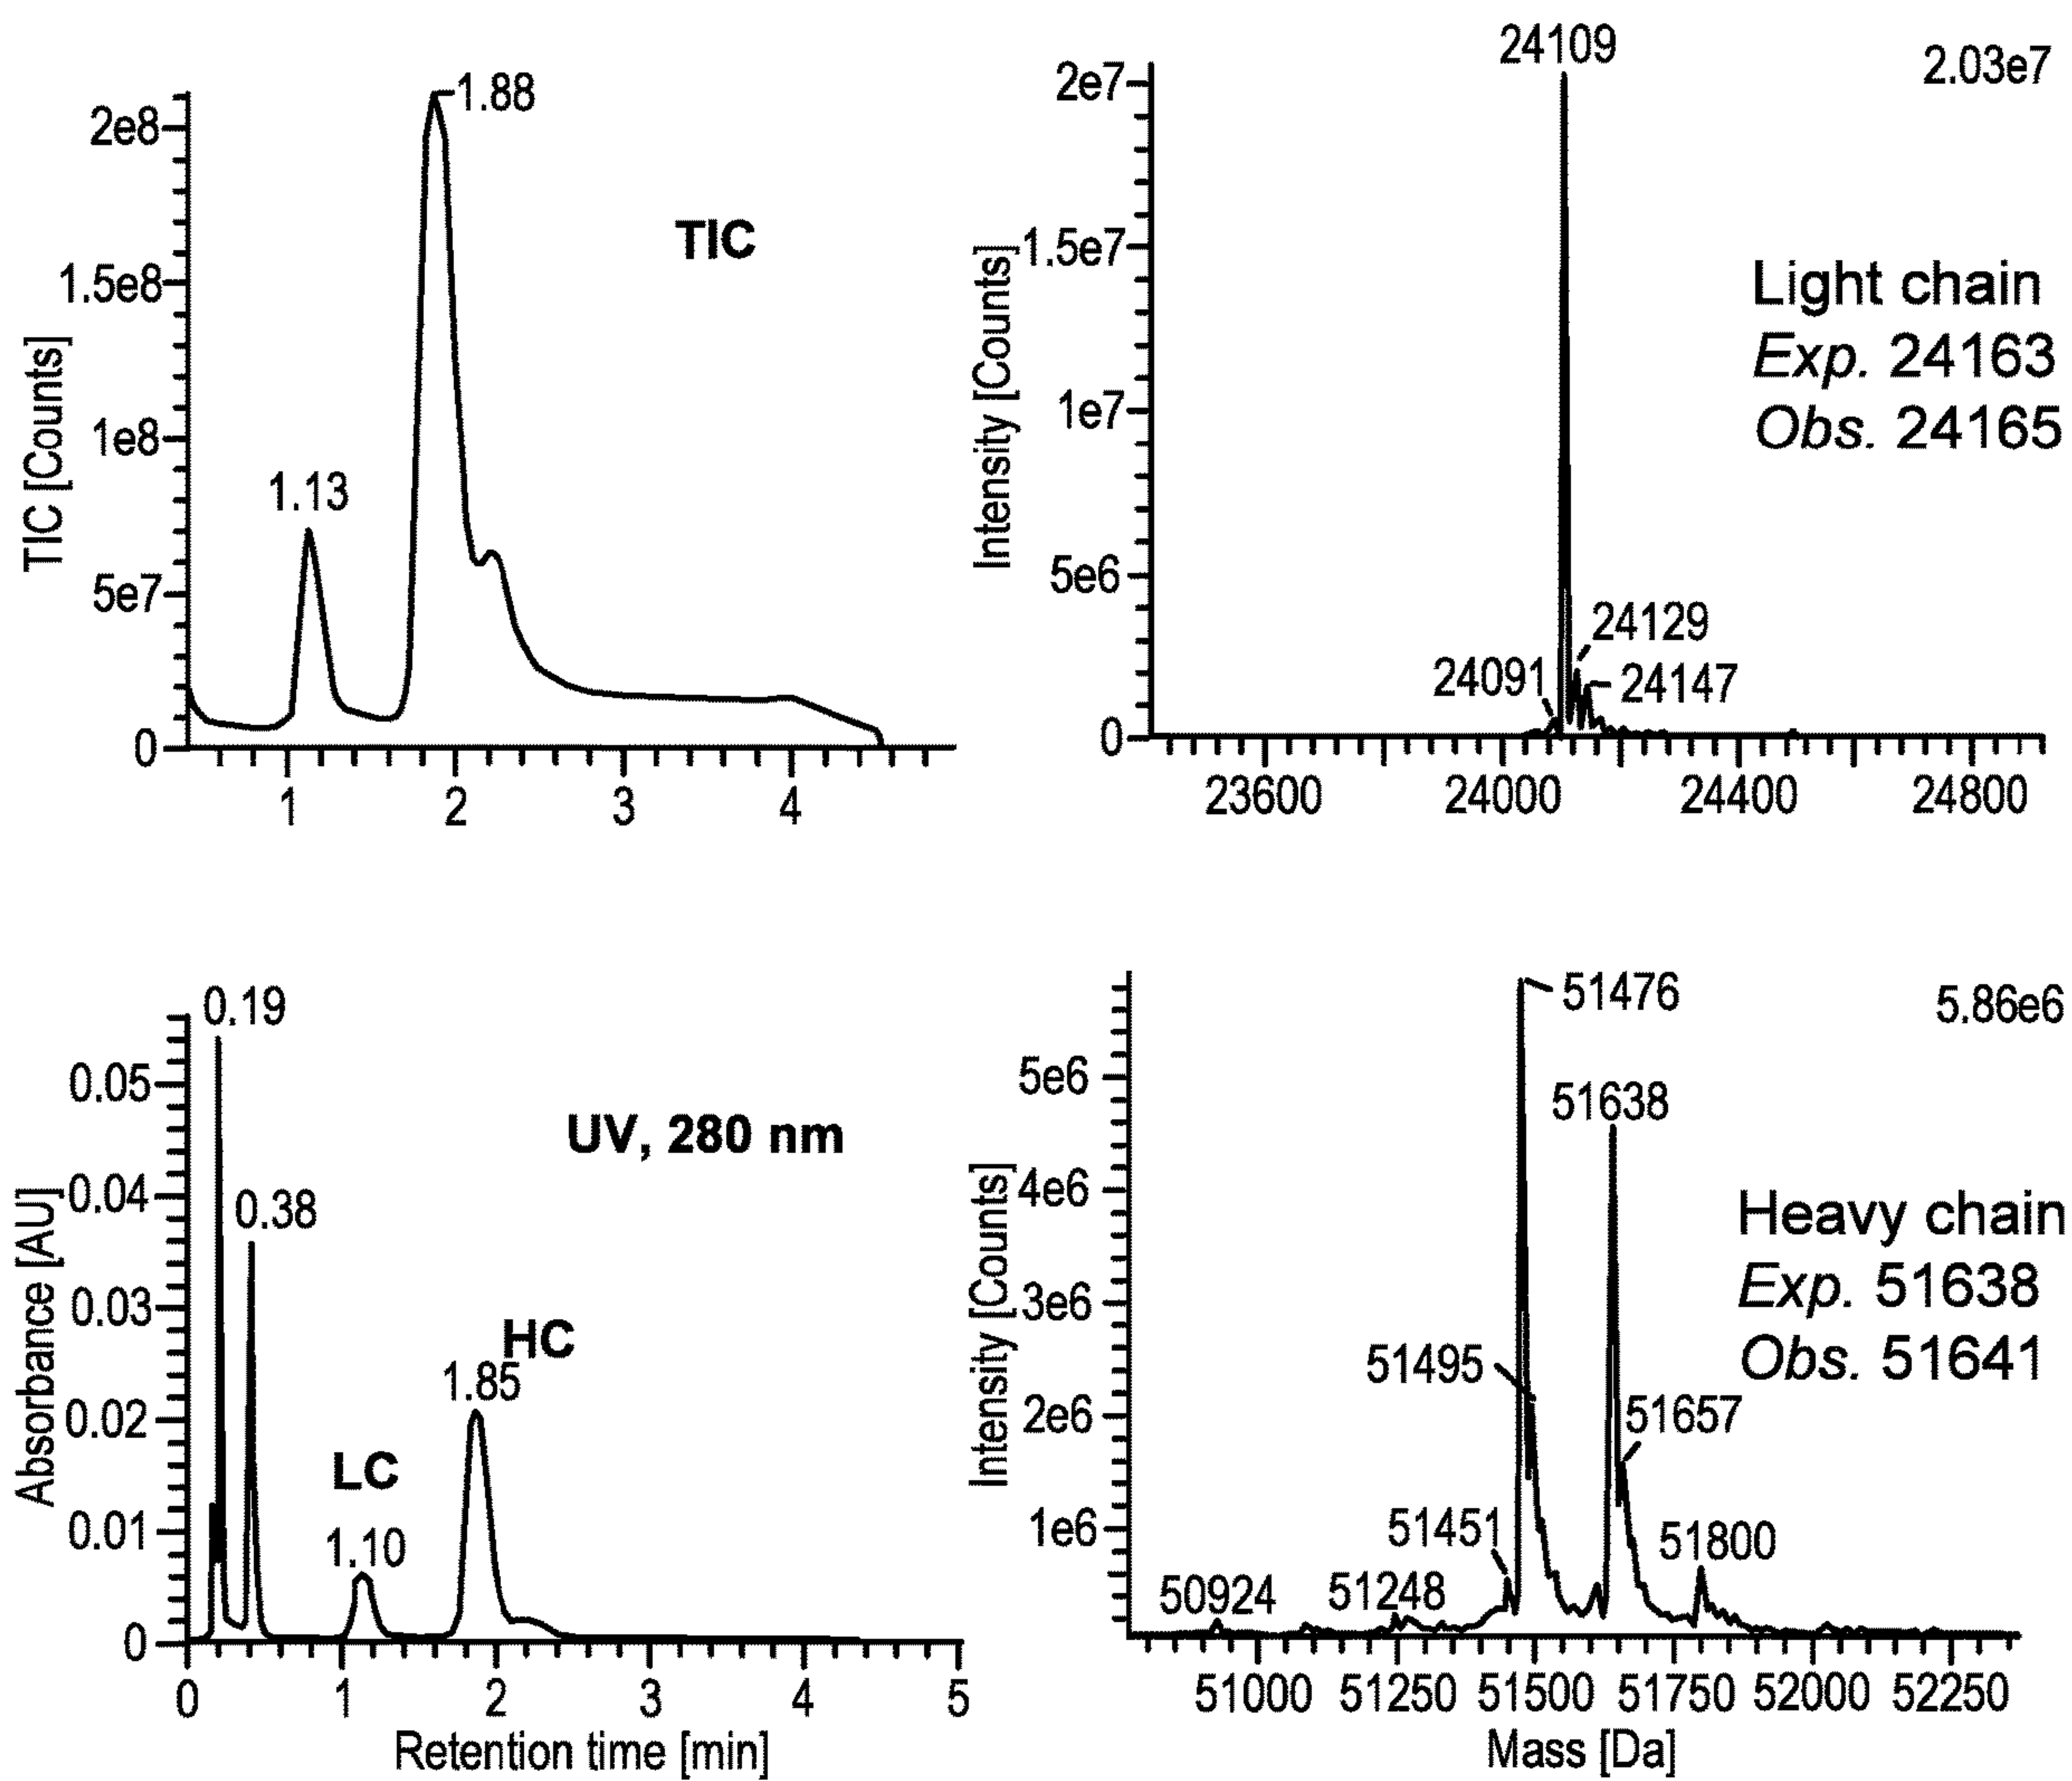 TIC [Counts]
2e8
1.5e8
1e8
5e7
0
1.13
1.88
TIC
1
2
3
4
Intensity [Counts]
2e7
1.5e7
1e7
5e6
0
24109
2.03e7
Light chain
Exp. 24163
Obs. 24165
24091
24129
24147
23600
24000
24400
24800
Absorbance [AU]
0.05
0.04
0.03
0.02
0.01
0
0.19
0.38
UV, 280 nm
HC
1.85
LC
1.10
0
1
2
3
4
5
Retention time [min]
Intensity [Counts]
5e6
4e6
3e6
2e6
1e6
51476
5.86e6
51638
Heavy chain
Exp. 51638
Obs. 51641
51495
51657
51451
51800
50924
51248
51000
51250
51500
51750
52000
52250
Mass [Da]